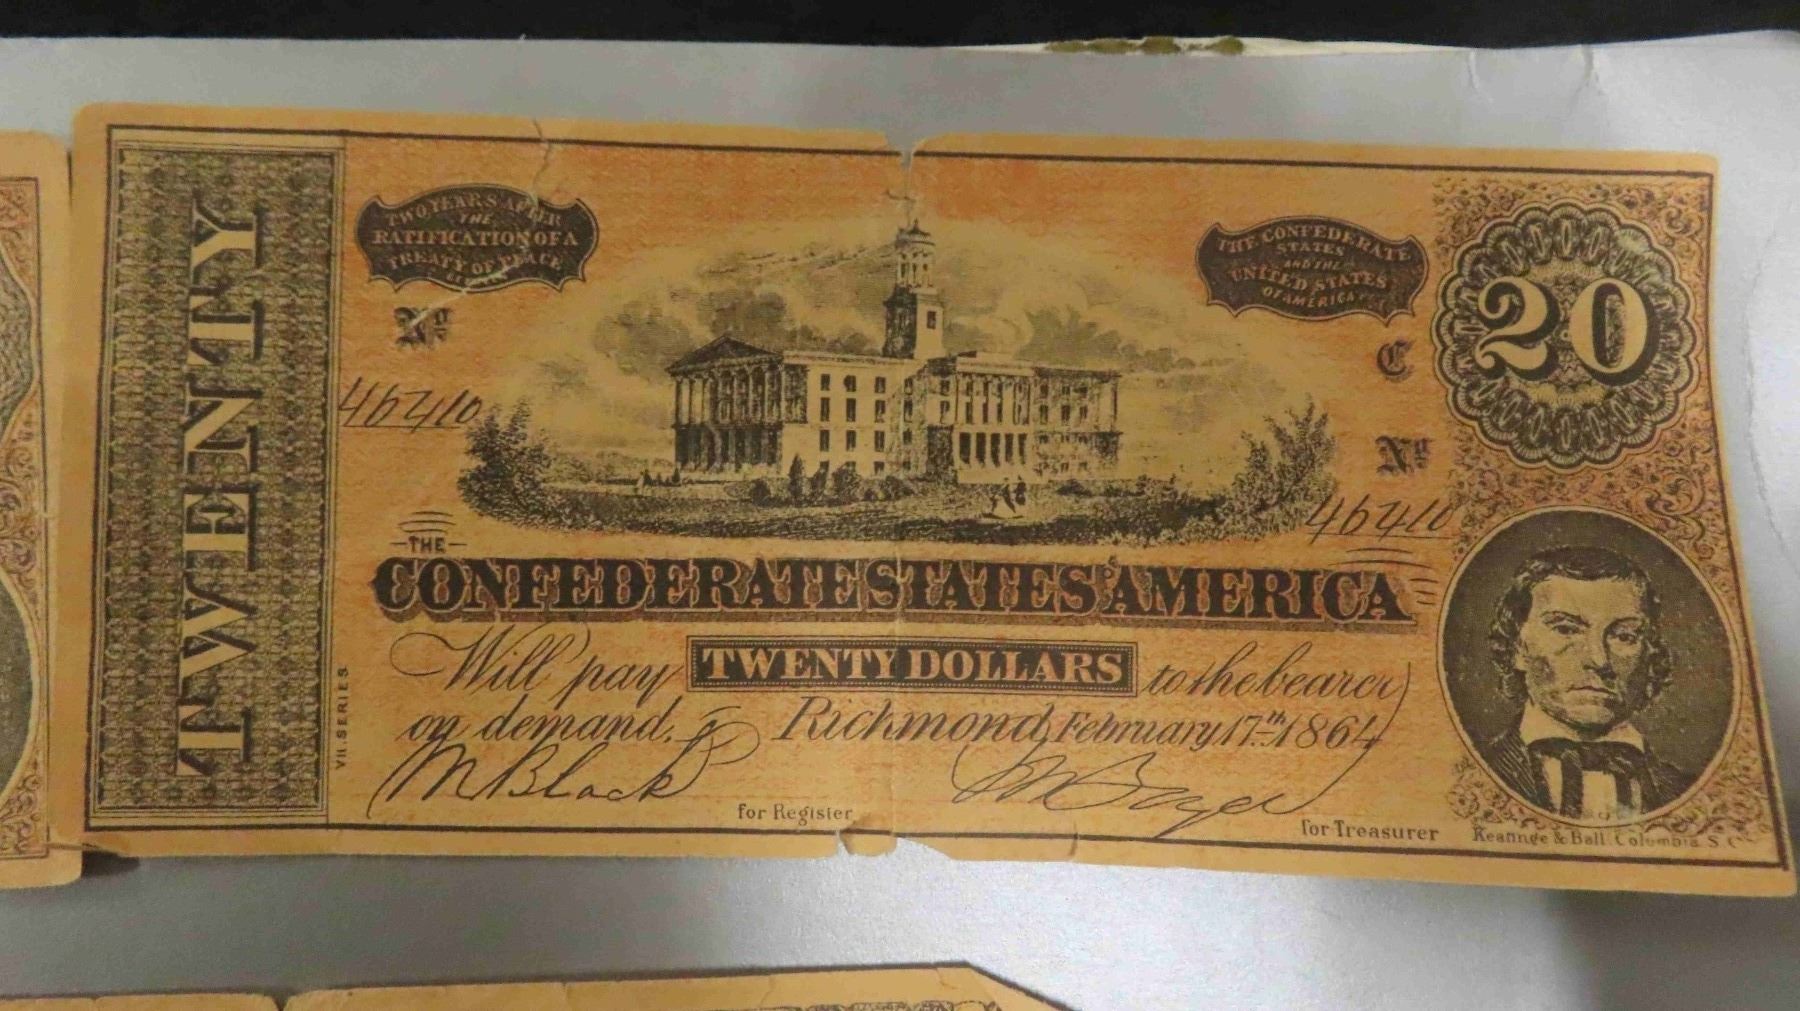 TWENTY
TWO YEARS AFTER
THE
RATIFICATION OF A
TREATY OF PEACE
THE CONFEDERATE
STATES
AND THE
UNITED STATES
OF AMERICA
20
Nº
46410
C
Nº
46410
THE
CONFEDERATE STATES AMERICA
Will pay TWENTY DOLLARS to the bearer
on demand. Richmond, February 17th 1864
VII. SERIES
M Black
for Register
for Treasurer
Keatinge & Ball. Columbia S C